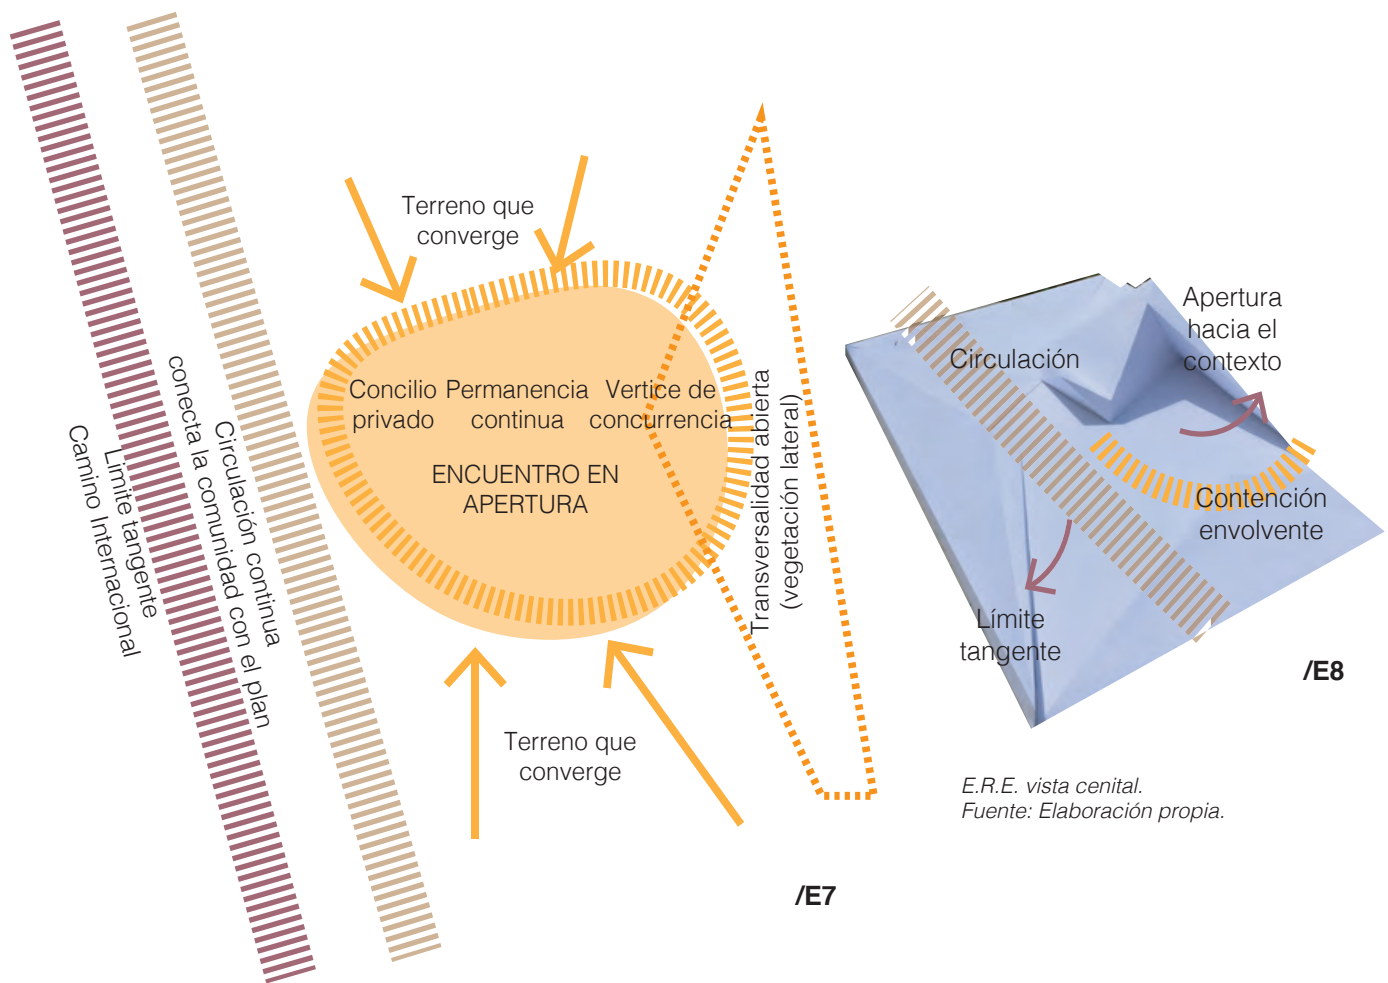 Terreno que
converge
Concilio
privado
Permanencia
continua
Vertice de
concurrencia
ENCUENTRO EN
APERTURA
Transversalidad abierta
(vegetación lateral)
Circulación continua
conecta la comunidad con el plan
Limite tangente
Camino Internacional
Terreno que
converge
/E7
Circulación
Apertura
hacia el
contexto
Contención
envolvente
Límite
tangente
/E8
E.R.E. vista cenital.
Fuente: Elaboración propia.